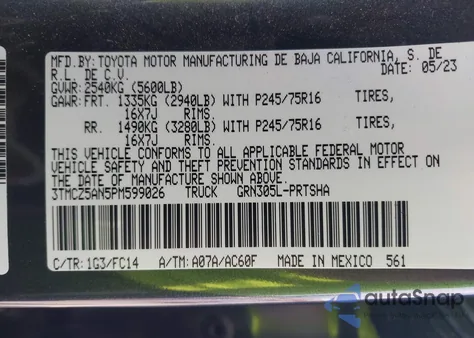 MFD.BY:TOYOTA MOTOR MANUFACTURING DE BAJA CALIFORNIA, S. DE
R.L. DE C.V. 05/23
GVWR:2540KG (5600LB)
GAWR:FRT. 1335KG (2940LB) WITH P245/75R16 TIRES,
16X7J RIMS.
RR. 1490KG (3280LB) WITH P245/75R16 TIRES,
16X7J RIMS.
THIS VEHICLE CONFORMS TO ALL APPLICABLE FEDERAL MOTOR
VEHICLE SAFETY AND THEFT PREVENTION STANDARDS IN EFFECT ON
THE DATE OF MANUFACTURE SHOWN ABOVE.
3TMCZ5AN5PM599026 TRUCK GRN305L-PRTSHA
C/TR:1G3/FC14 A/TM:A07A/AC60F MADE IN MEXICO 561
autoSnap